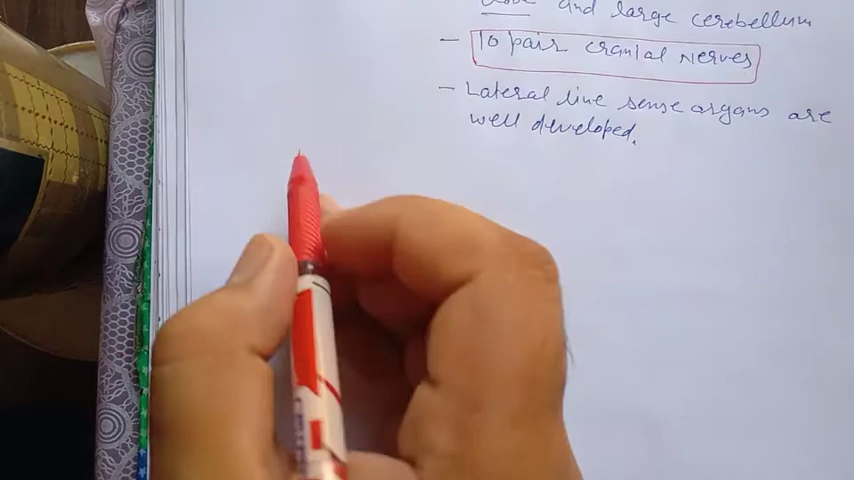 and large cerebellum
- 10 pair cranial nerves
- Lateral line sense organs are
well developed.